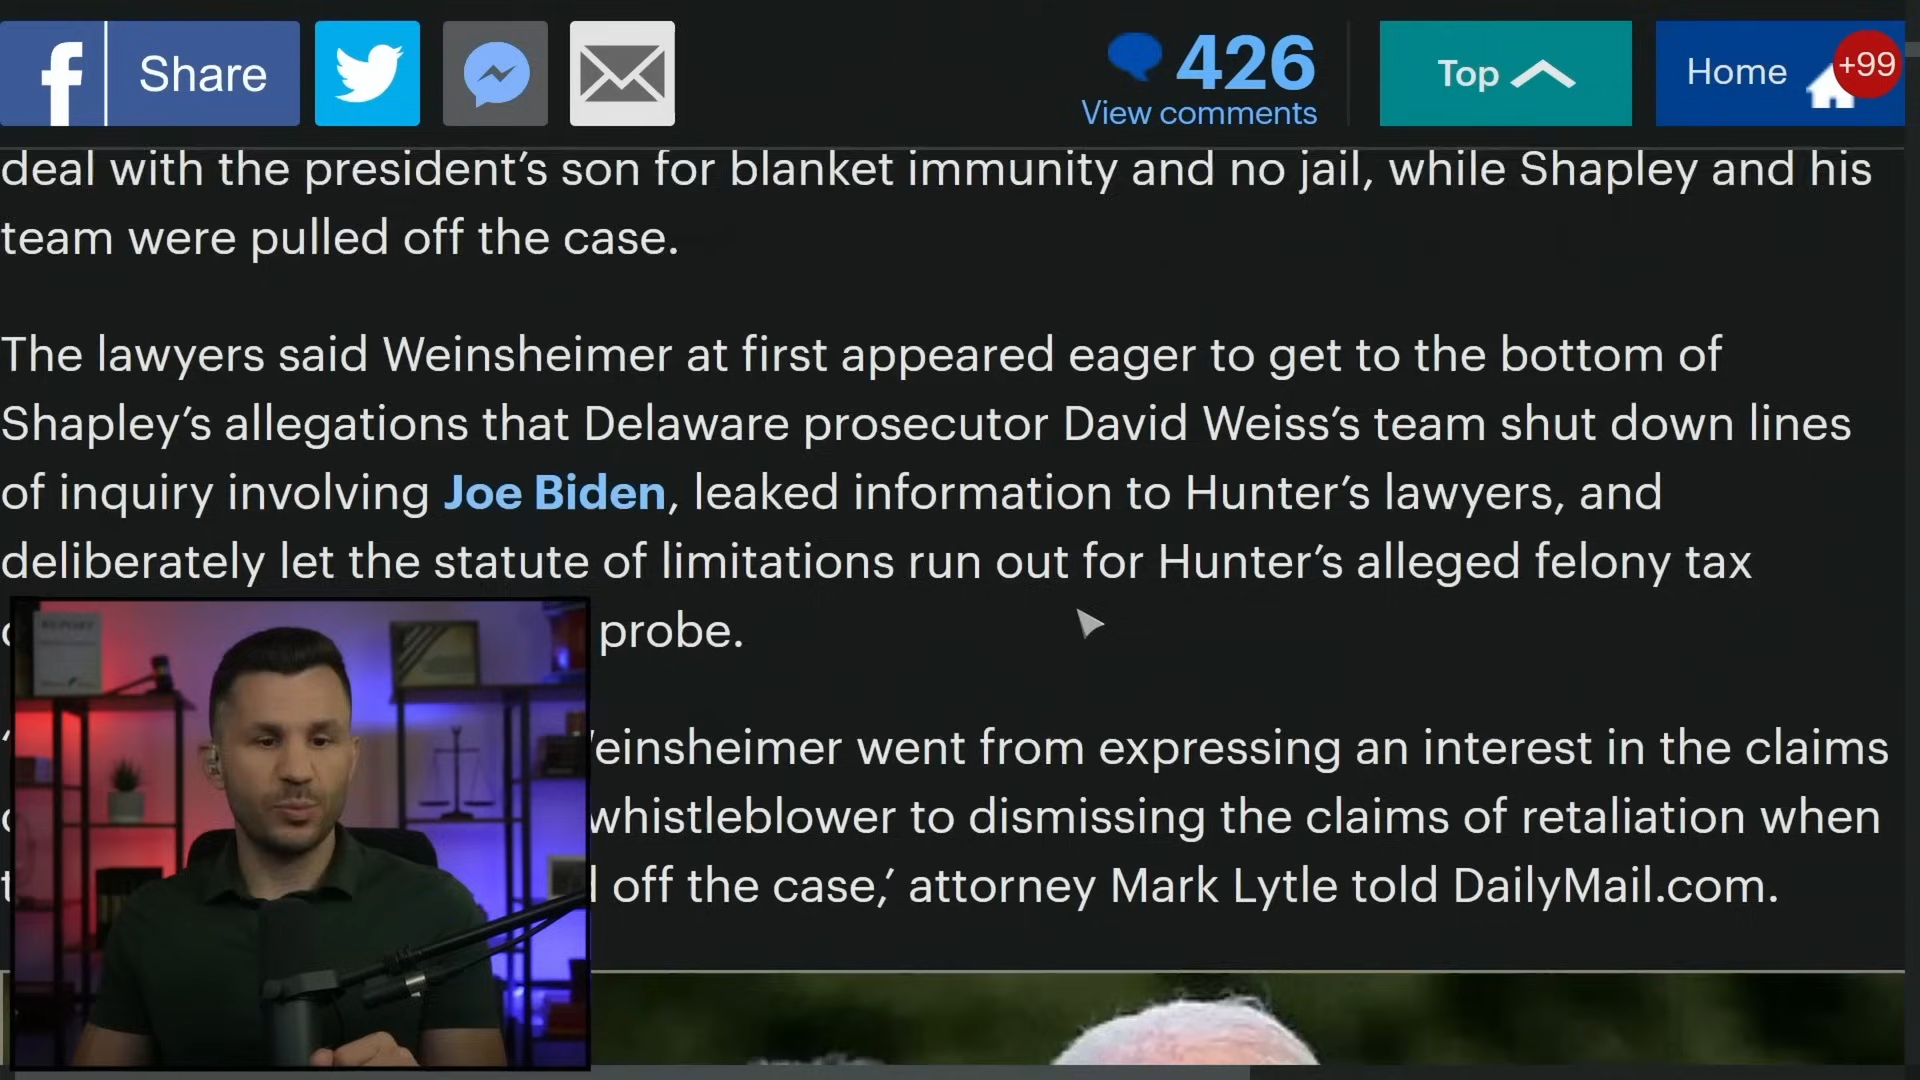 f Share
426
View comments
Top
Home
+99
deal with the president’s son for blanket immunity and no jail, while Shapley and his
team were pulled off the case.
The lawyers said Weinsheimer at first appeared eager to get to the bottom of
Shapley’s allegations that Delaware prosecutor David Weiss’s team shut down lines
of inquiry involving Joe Biden, leaked information to Hunter’s lawyers, and
deliberately let the statute of limitations run out for Hunter’s alleged felony tax
probe.
einsheimer went from expressing an interest in the claims
whistleblower to dismissing the claims of retaliation when
off the case,’ attorney Mark Lytle told DailyMail.com.